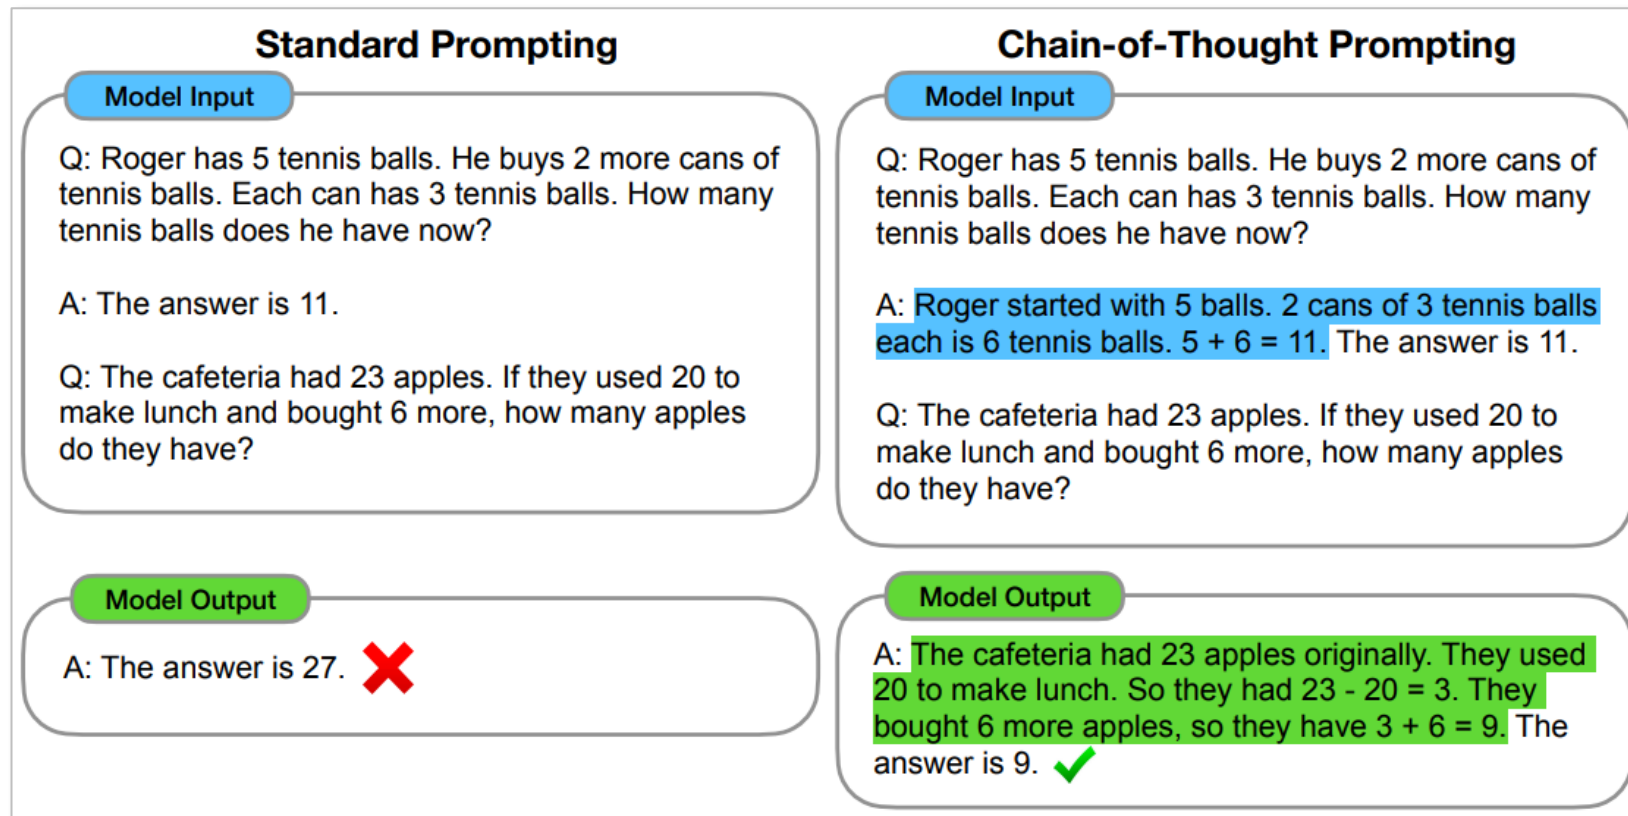 Standard Prompting
Model Input
Q: Roger has 5 tennis balls. He buys 2 more cans of
tennis balls. Each can has 3 tennis balls. How many
tennis balls does he have now?
A: The answer is 11.
Q: The cafeteria had 23 apples. If they used 20 to
make lunch and bought 6 more, how many apples
do they have?
Model Output
A: The answer is 27.
Chain-of-Thought Prompting
Model Input
Q: Roger has 5 tennis balls. He buys 2 more cans of
tennis balls. Each can has 3 tennis balls. How many
tennis balls does he have now?
A: Roger started with 5 balls. 2 cans of 3 tennis balls
each is 6 tennis balls. 5 + 6 = 11. The answer is 11.
Q: The cafeteria had 23 apples. If they used 20 to
make lunch and bought 6 more, how many apples
do they have?
Model Output
A: The cafeteria had 23 apples originally. They used
20 to make lunch. So they had 23 - 20 = 3. They
bought 6 more apples, so they have 3 + 6 = 9. The
answer is 9.